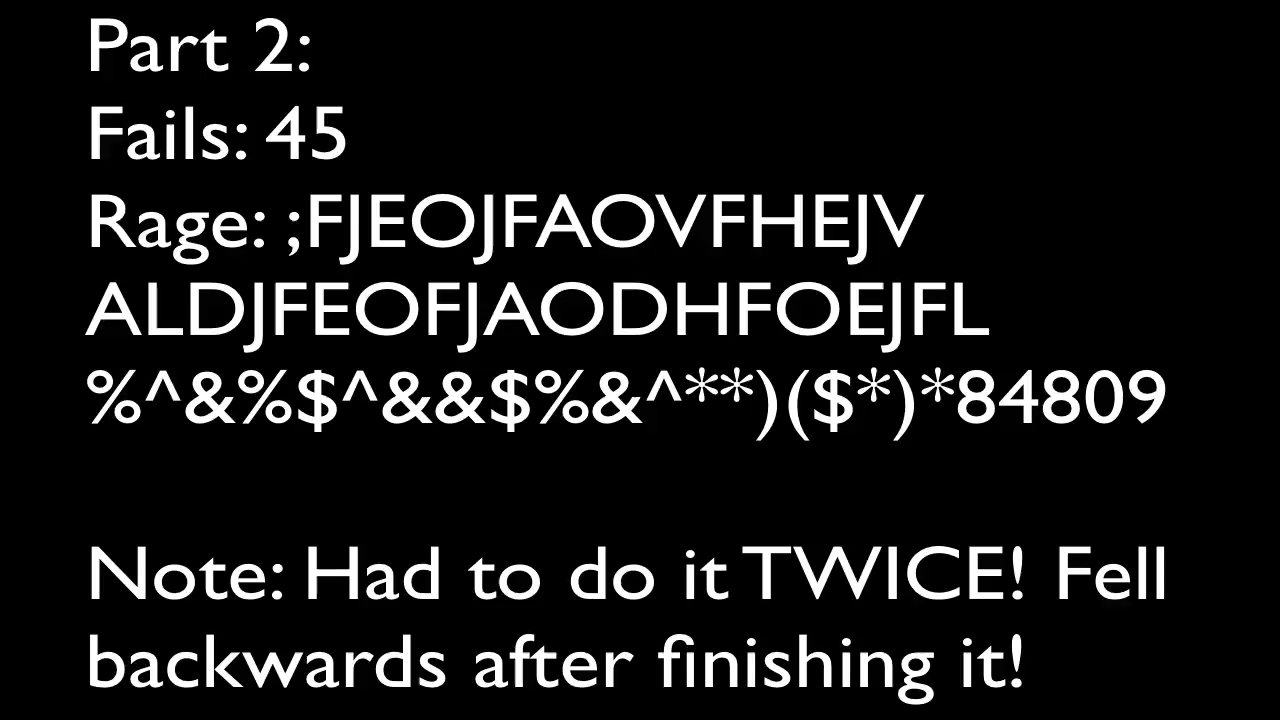 Part 2:
Fails: 45
Rage: ;FJEOJFAOVFHEJV
ALDJFEOFJAODHFOEJFL
%^&%$^&&$%&^**)($*)*84809
Note: Had to do it TWICE! Fell
backwards after finishing it!